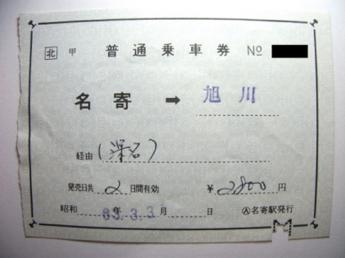 北 甲 普通乗車券 No
名寄 ➡ 旭川
経由(深名)
発売日共 2 日間有効 ¥2800円
昭和 63.3.3 年 月 日 Ⓐ名寄駅発行